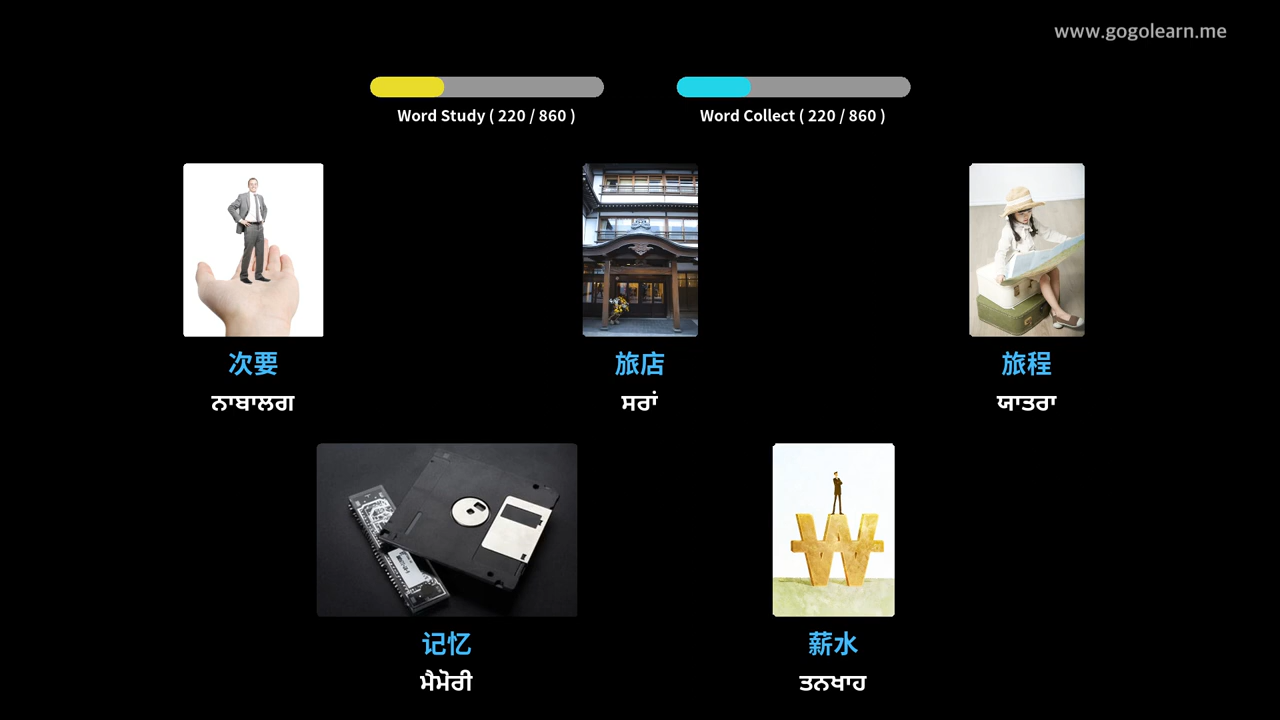 www.gogolearn.me
Word Study ( 220 / 860 )
Word Collect ( 220 / 860 )
次要
旅店
旅程
ਨਾਬਾਲਗ
ਸਰਾਂ
ਯਾਤਰਾ
记忆
薪水
ਮੈਮੋਰੀ
ਤਨਖਾਹ